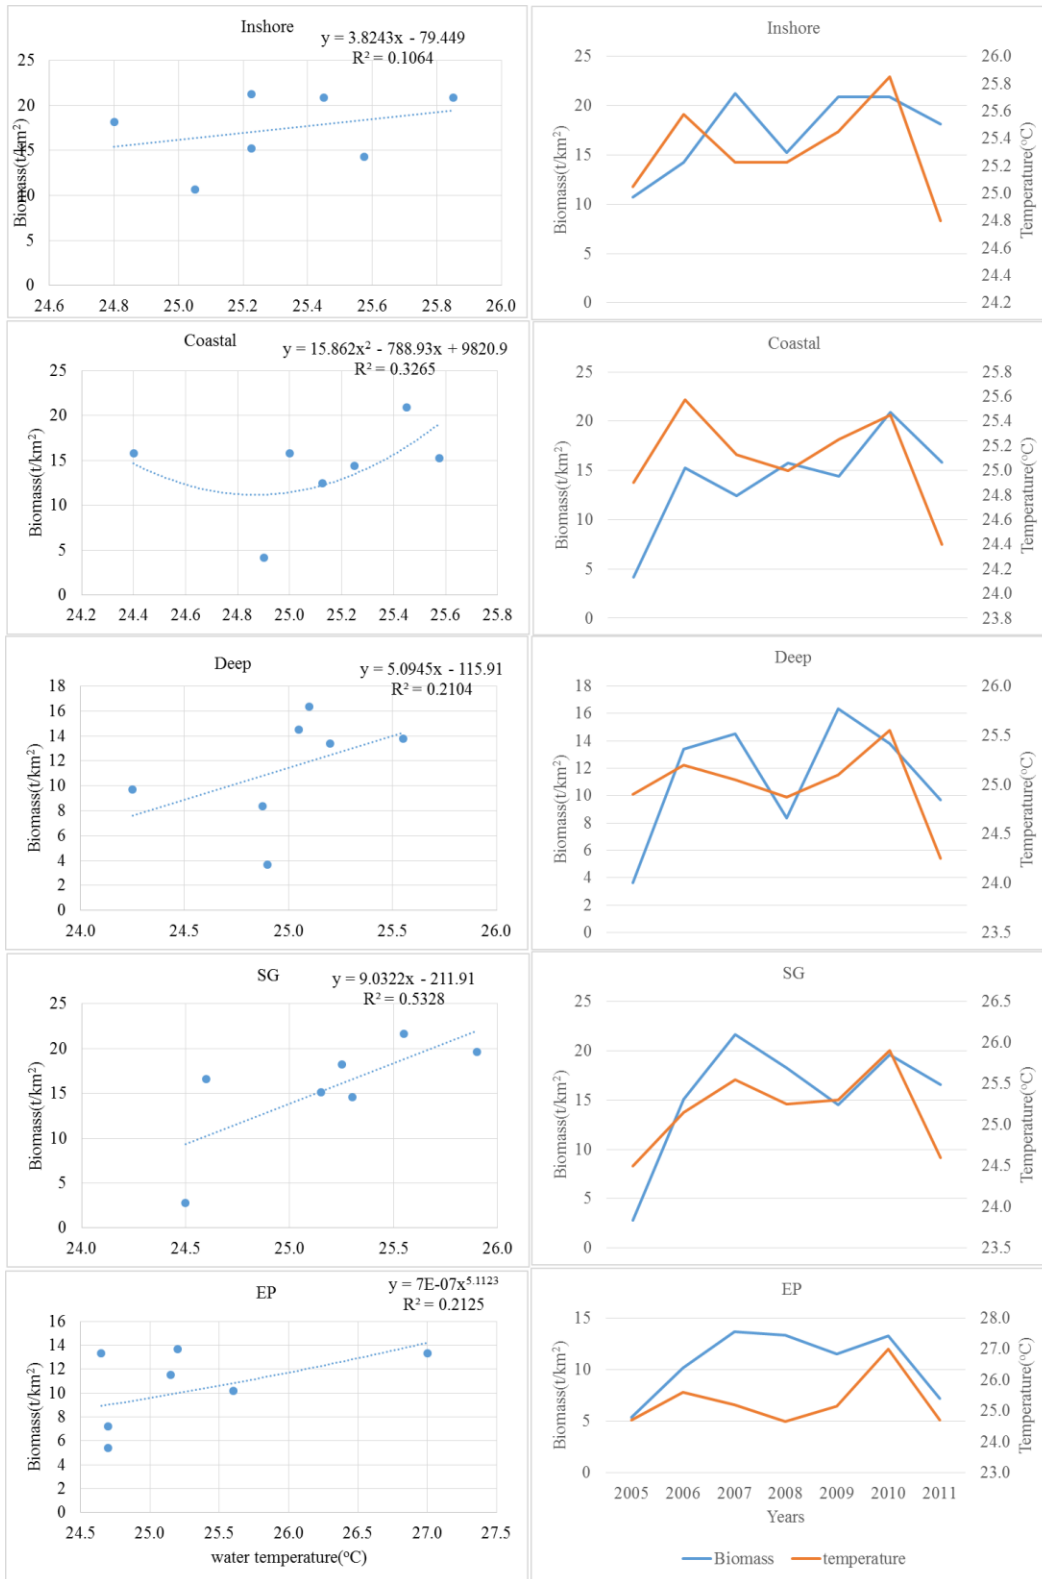 Inshore
y = 3.8243x - 79.449
R² = 0.1064
Biomass(t/km²)
25
20
15
10
5
0
24.6 24.8 25.0 25.2 25.4 25.6 25.8 26.0
Inshore
Biomass(t/km²)
25
20
15
10
5
0
26.0
25.8
25.6
25.4
25.2
25.0
24.8
24.6
24.4
24.2
Temperature(°C)
Coastal
y = 15.862x² - 788.93x + 9820.9
R² = 0.3265
Biomass(t/km²)
25
20
15
10
5
0
24.2 24.4 24.6 24.8 25.0 25.2 25.4 25.6 25.8
Coastal
Biomass(t/km²)
25
20
15
10
5
0
25.8
25.6
25.4
25.2
25.0
24.8
24.6
24.4
24.2
24.0
23.8
Temperature(°C)
Deep
y = 5.0945x - 115.91
R² = 0.2104
Biomass(t/km²)
18
16
14
12
10
8
6
4
2
0
24.0 24.5 25.0 25.5 26.0
Deep
Biomass(t/km²)
18
16
14
12
10
8
6
4
2
0
26.0
25.5
25.0
24.5
24.0
23.5
Temperature(°C)
SG
y = 9.0322x - 211.91
R² = 0.5328
Biomass(t/km²)
25
20
15
10
5
0
24.0 24.5 25.0 25.5 26.0
SG
Biomass(t/km²)
25
20
15
10
5
0
26.5
26.0
25.5
25.0
24.5
24.0
23.5
Temperature(°C)
EP
y = 7E-07x⁵·¹¹²³
R² = 0.2125
Biomass(t/km²)
16
14
12
10
8
6
4
2
0
24.5 25.0 25.5 26.0 26.5 27.0 27.5
water temperature(°C)
EP
Biomass(t/km²)
15
10
5
0
28.0
27.0
26.0
25.0
24.0
23.0
Temperature(°C)
2005 2006 2007 2008 2009 2010 2011
Years
Biomass temperature